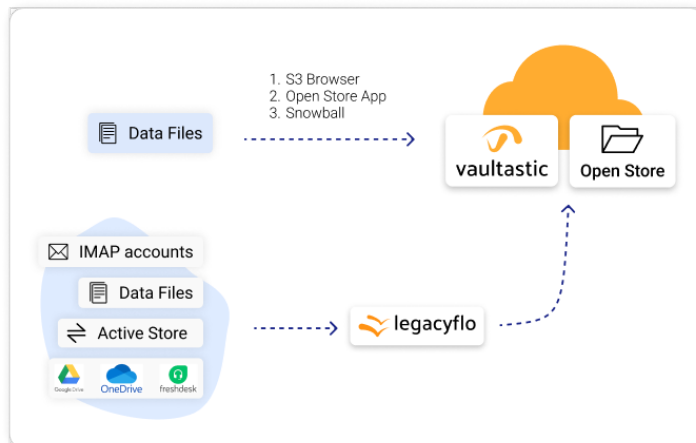 1. S3 Browser
2. Open Store App
3. Snowball
Data Files
vaultastic
Open Store
IMAP accounts
Data Files
Active Store
legacyflo
Google Drive
OneDrive
freshdesk